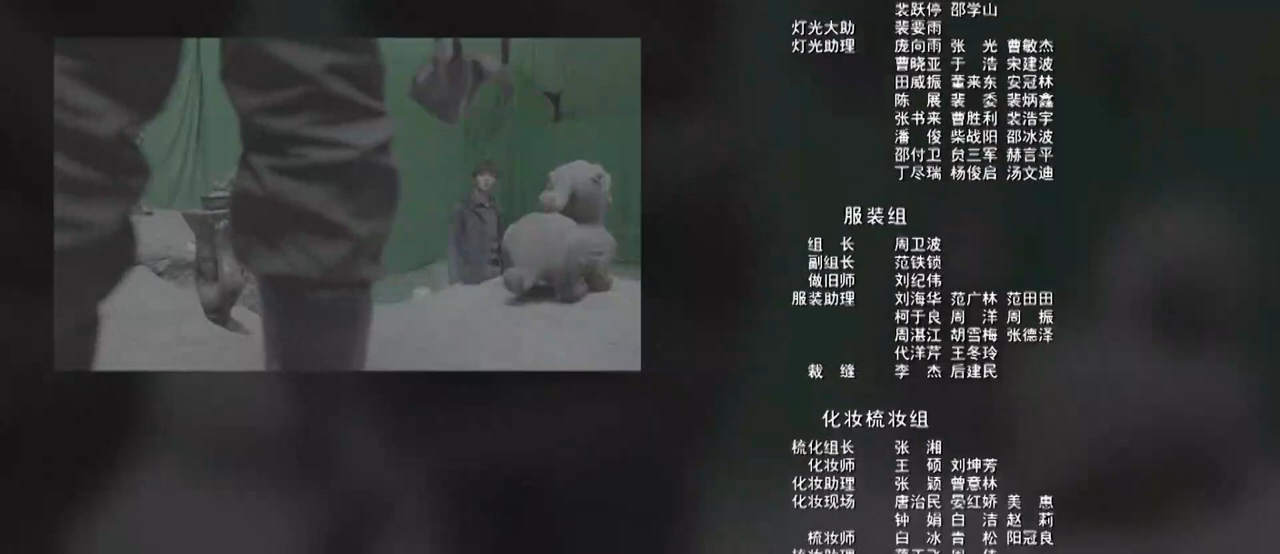 裴跃停 邵学山
灯光大助 裴要雨
灯光助理 庞向雨 张 光 曹敏杰
曹晓亚 于 浩 宋建波
田威振 董来东 安冠林
陈 展 裴 委 裴炳鑫
张书来 曹胜利 裴浩宇
潘 俊 柴战阳 邵冰波
邵付卫 贠三军 赫言平
丁尽瑞 杨俊启 汤文迪
服装组
组 长 周卫波
副组长 范铁锁
做旧师 刘纪伟
服装助理 刘海华 范广林 范田田
柯于良 周 洋 周 振
周湛江 胡雪梅 张德泽
代洋芹 王冬玲
裁 缝 李 杰 后建民
化妆梳妆组
梳化组长 张 湘
化妆师 王 硕 刘坤芳
化妆助理 张 颖 曾意林
化妆现场 唐治民 晏红娇 美 惠
钟 娟 白 洁 赵 莉
梳妆师 白 冰 青 松 阳冠良